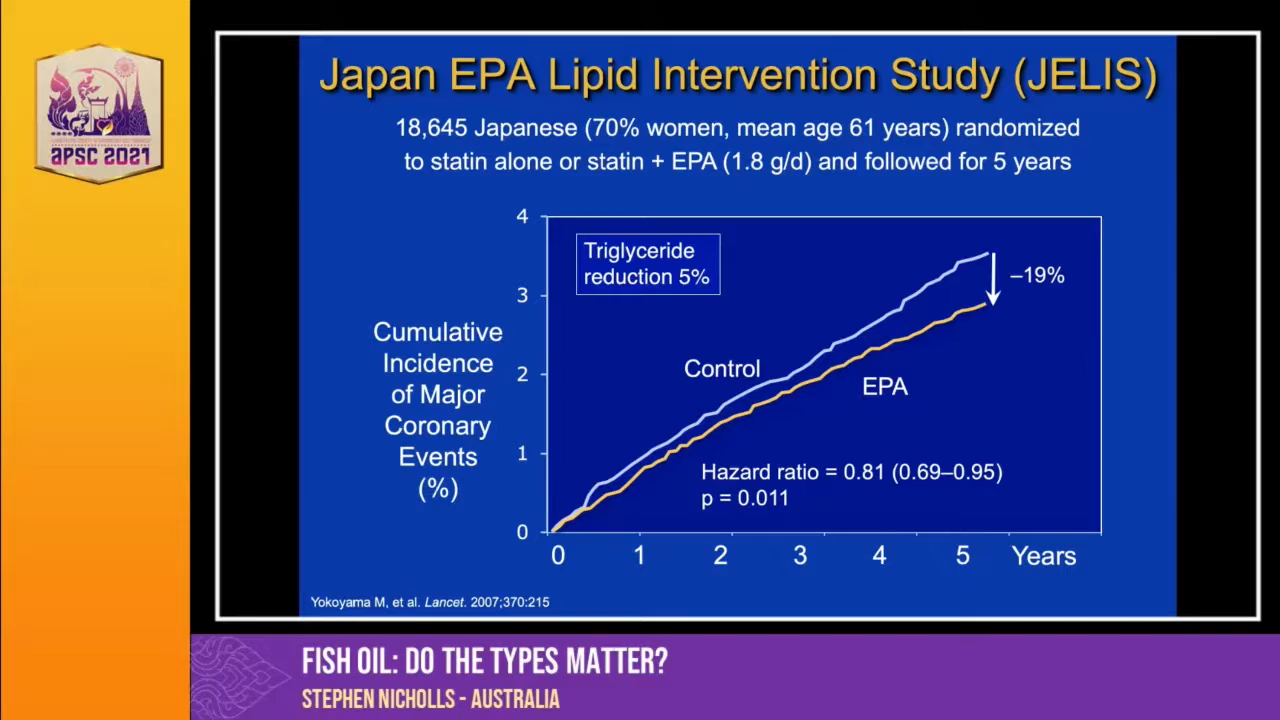 APSC 2021
Japan EPA Lipid Intervention Study (JELIS)
18,645 Japanese (70% women, mean age 61 years) randomized
to statin alone or statin + EPA (1.8 g/d) and followed for 5 years
4
3
2
1
0
Triglyceride
reduction 5%
–19%
Cumulative
Incidence
of Major
Coronary
Events
(%)
Control
EPA
Hazard ratio = 0.81 (0.69–0.95)
p = 0.011
0 1 2 3 4 5 Years
Yokoyama M, et al. Lancet. 2007;370:215
FISH OIL: DO THE TYPES MATTER?
STEPHEN NICHOLLS - AUSTRALIA